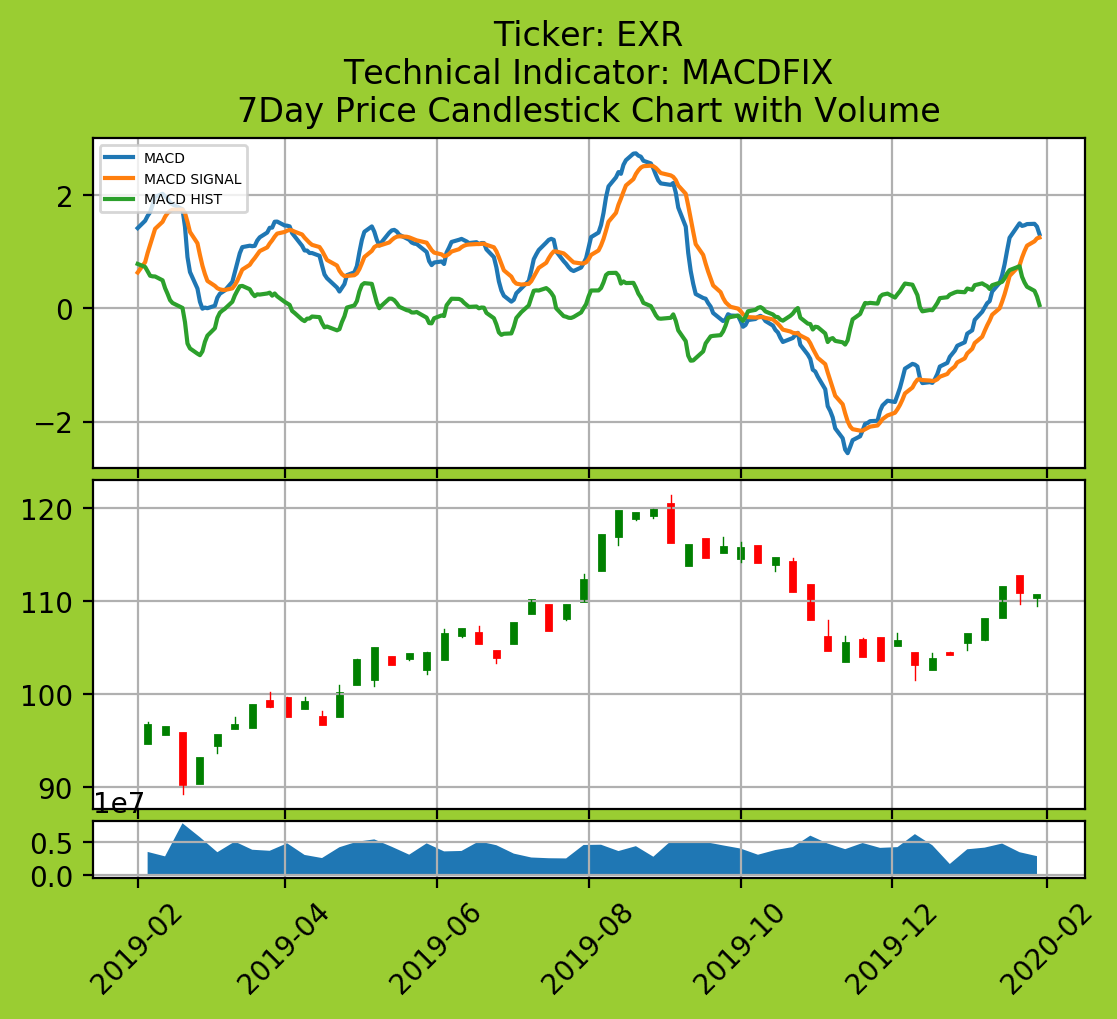 Ticker: EXR
Technical Indicator: MACDFIX
7Day Price Candlestick Chart with Volume
MACD
MACD SIGNAL
MACD HIST
2
0
−2
120
110
100
90
1e7
0.5
0.0
2019-02
2019-04
2019-06
2019-08
2019-10
2019-12
2020-02